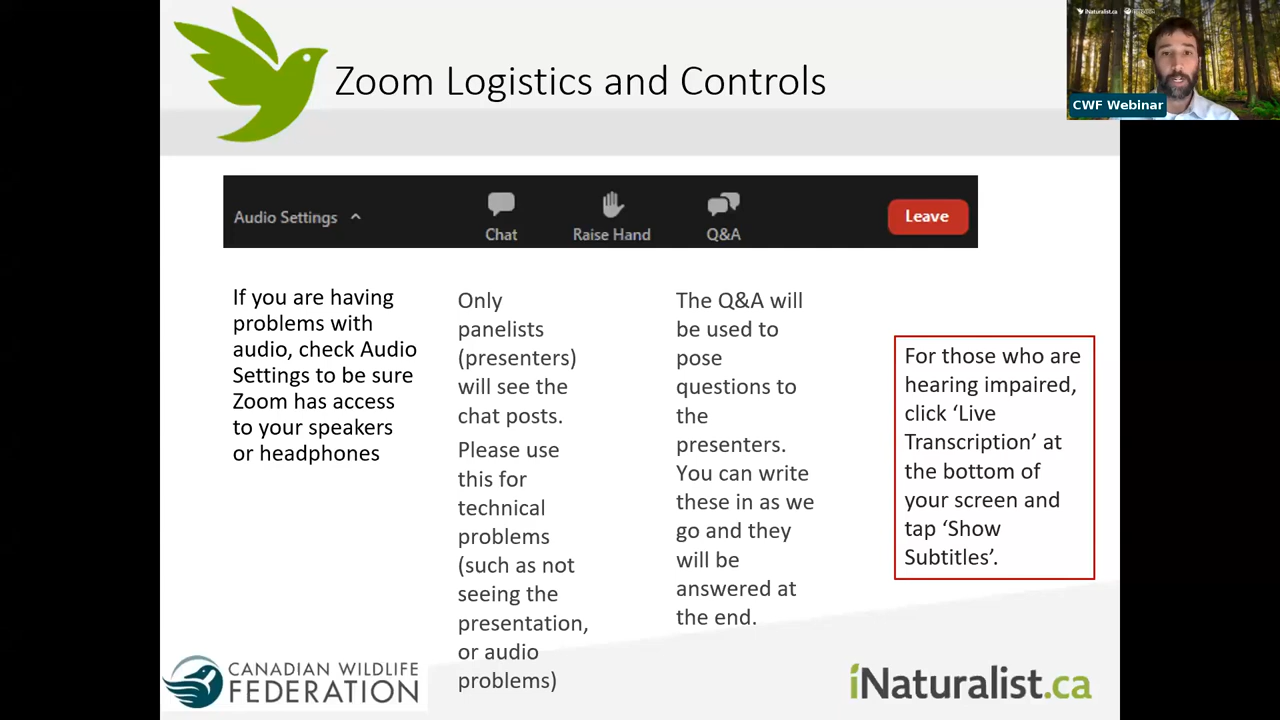 Zoom Logistics and Controls
iNaturalist.ca
CWF Webinar
Audio Settings
Chat
Raise Hand
Q&A
Leave
If you are having
problems with
audio, check Audio
Settings to be sure
Zoom has access
to your speakers
or headphones
Only
panelists
(presenters)
will see the
chat posts.
Please use
this for
technical
problems
(such as not
seeing the
presentation,
or audio
problems)
The Q&A will
be used to
pose
questions to
the
presenters.
You can write
these in as we
go and they
will be
answered at
the end.
For those who are
hearing impaired,
click ‘Live
Transcription’ at
the bottom of
your screen and
tap ‘Show
Subtitles’.
CANADIAN WILDLIFE
FEDERATION
iNaturalist.ca